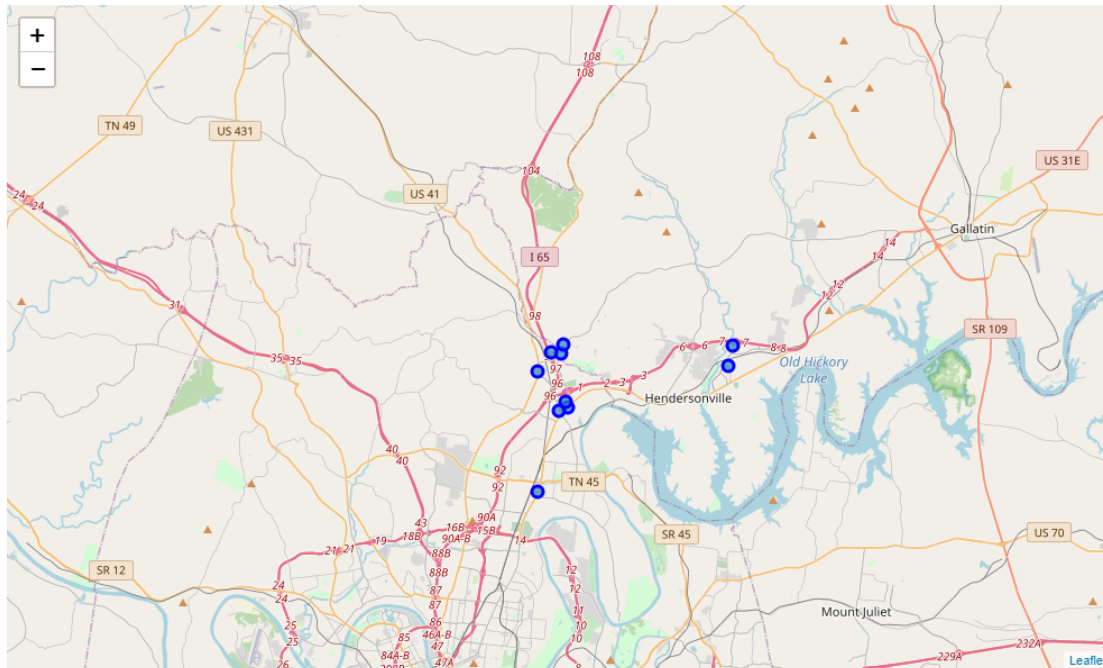 +
−
108
108
TN 49
US 431
US 31E
104
24
24
US 41
Gallatin
14
14
I 65
12
12
31
98
SR 109
7
7
6
6
8
8
35
35
97
Old Hickory
Lake
96
96
1
2
3
3
Hendersonville
40
40
92
92
TN 45
43
16B
90A
18B
90A-B
15B
14
SR 45
US 70
21
21
19
88B
SR 12
88B
12
12
24
24
87
87
11
10
10
Mount Juliet
25
25
86
85
46A-B
47
232A
26
84A-B
47A
8
229A
Leafle